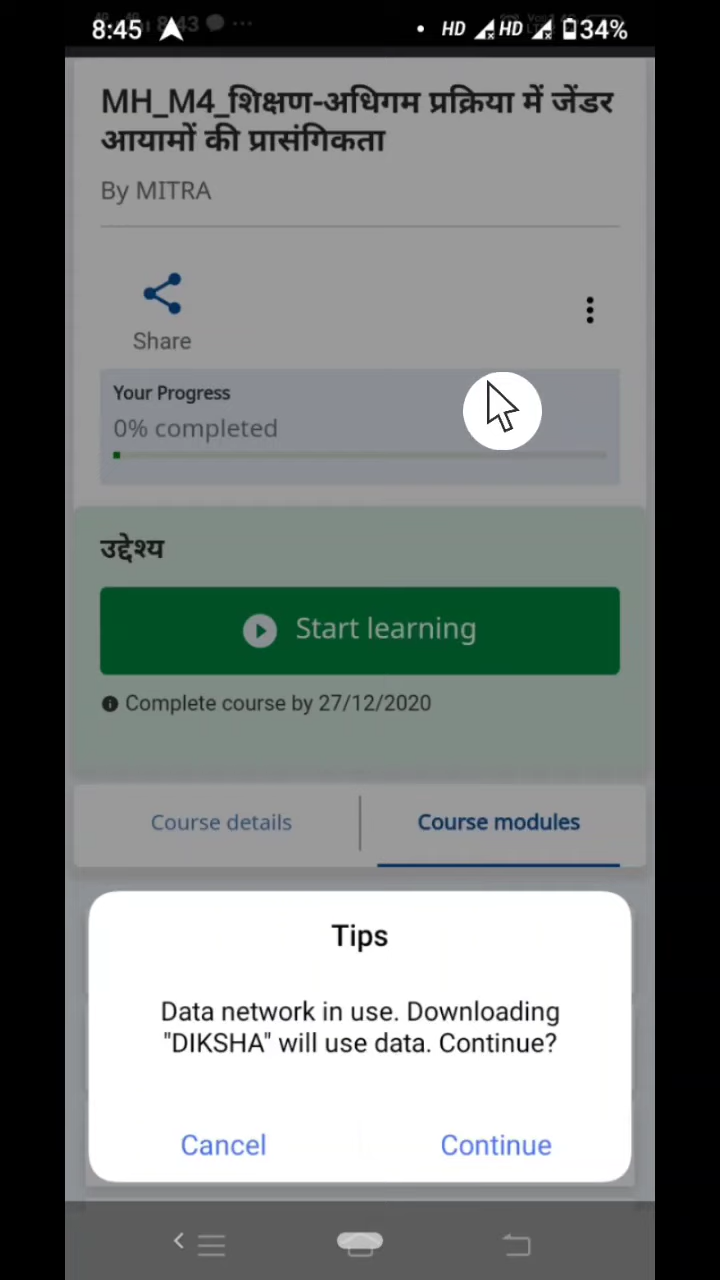 8:45
HD HD 34%
MH_M4_शिक्षण-अधिगम प्रक्रिया में जेंडर
आयामों की प्रासंगिकता
By MITRA
Share
Your Progress
0% completed
उद्देश्य
Start learning
Complete course by 27/12/2020
Course details
Course modules
Tips
Data network in use. Downloading
"DIKSHA" will use data. Continue?
Cancel
Continue